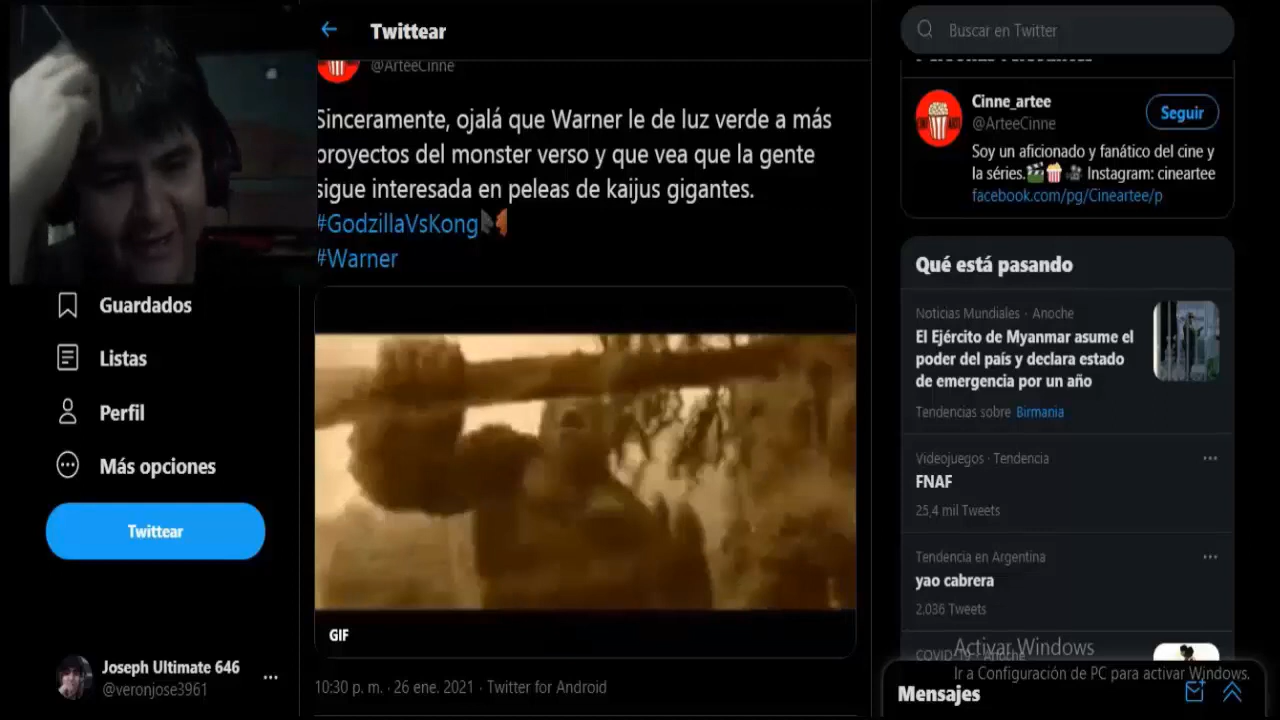 Twittear
@ArteeCinne
Sinceramente, ojalá que Warner le de luz verde a más
proyectos del monster verso y que vea que la gente
sigue interesada en peleas de kaijus gigantes.
#GodzillaVsKong
#Warner
GIF
10:30 p. m. · 26 ene. 2021 · Twitter for Android
Guardados
Listas
Perfil
Más opciones
Twittear
Joseph Ultimate 646
@veronjose3961
Buscar en Twitter
Cinne_artee
@ArteeCinne
Seguir
Soy un aficionado y fanático del cine y
la séries.🎬🍿🎥 Instagram: cineartee
facebook.com/pg/Cineartee/p
Qué está pasando
Noticias Mundiales · Anoche
El Ejército de Myanmar asume el
poder del país y declara estado
de emergencia por un año
Tendencias sobre Birmania
Videojuegos · Tendencia
FNAF
25,4 mil Tweets
Tendencia en Argentina
yao cabrera
2.036 Tweets
COVID-19 · Anoche
Activar Windows
Ir a Configuración de PC para activar Windows.
Mensajes